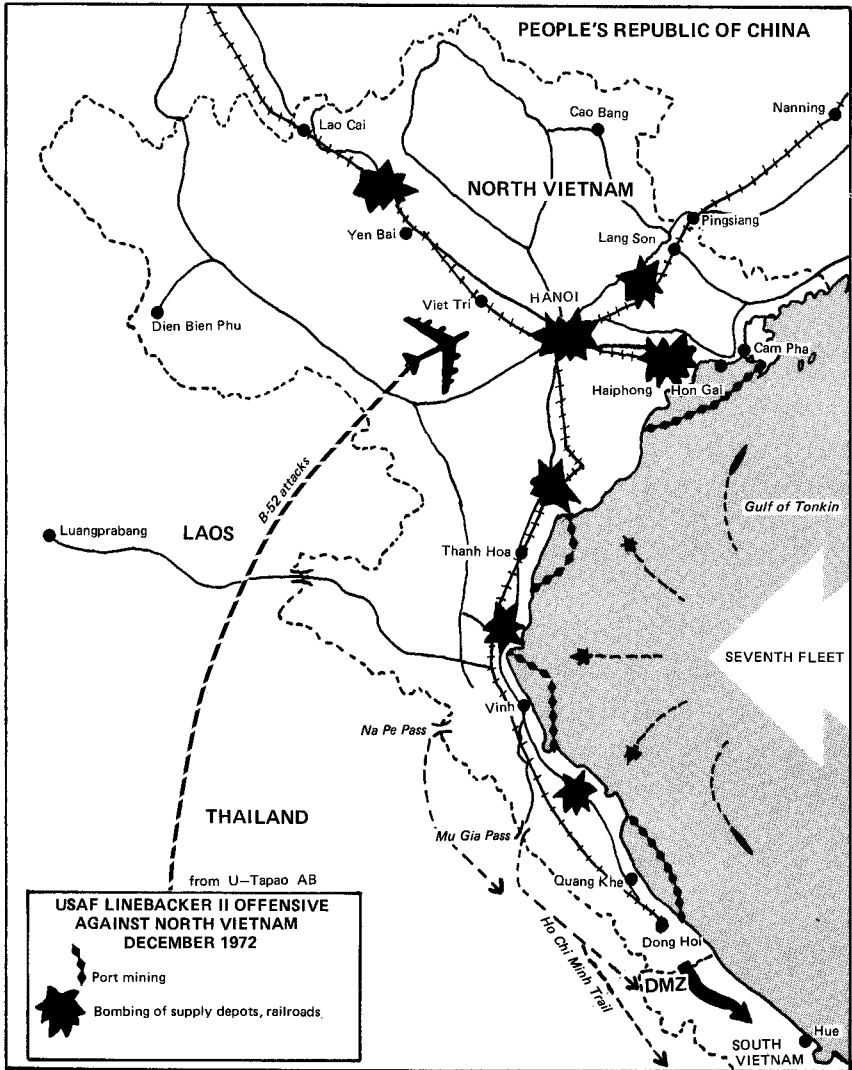 PEOPLE'S REPUBLIC OF CHINA
Nanning
Cao Bang
Lao Cai
NORTH VIETNAM
Pingsiang
Yen Bai
Lang Son
HANOI
Viet Tri
Dien Bien Phu
Cam Pha
Haiphong
Hon Gai
B-52 attacks
Gulf of Tonkin
Luangprabang
LAOS
Thanh Hoa
SEVENTH FLEET
Vinh
Na Pe Pass
THAILAND
Mu Gia Pass
from U–Tapao AB
Quang Khe
Dong Hoi
Ho Chi Minh Trail
DMZ
Hue
SOUTH
VIETNAM
USAF LINEBACKER II OFFENSIVE
AGAINST NORTH VIETNAM
DECEMBER 1972
Port mining
Bombing of supply depots, railroads